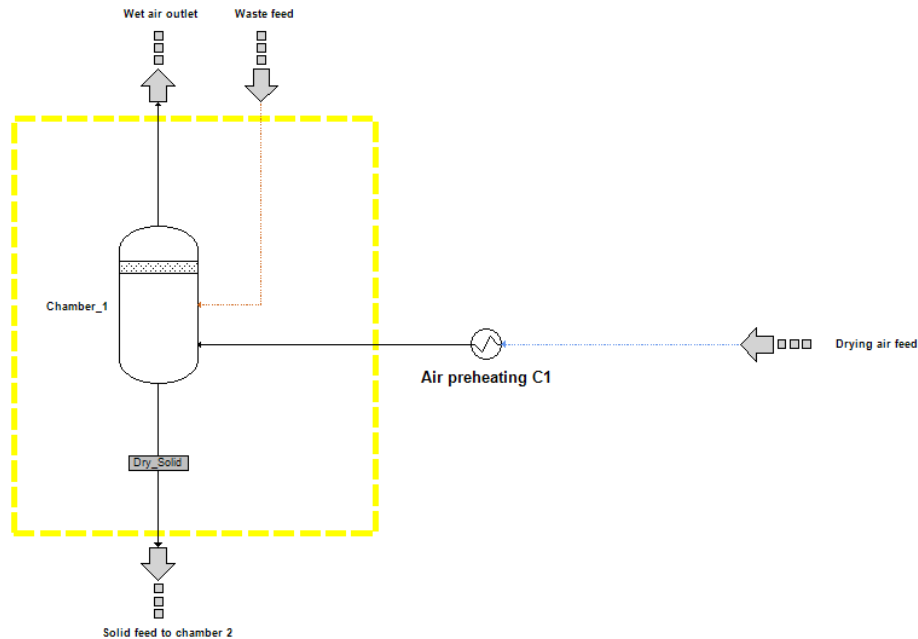 Wet air outlet
Waste feed
Chamber_1
Air preheating C1
Drying air feed
Dry_Solid
Solid feed to chamber 2